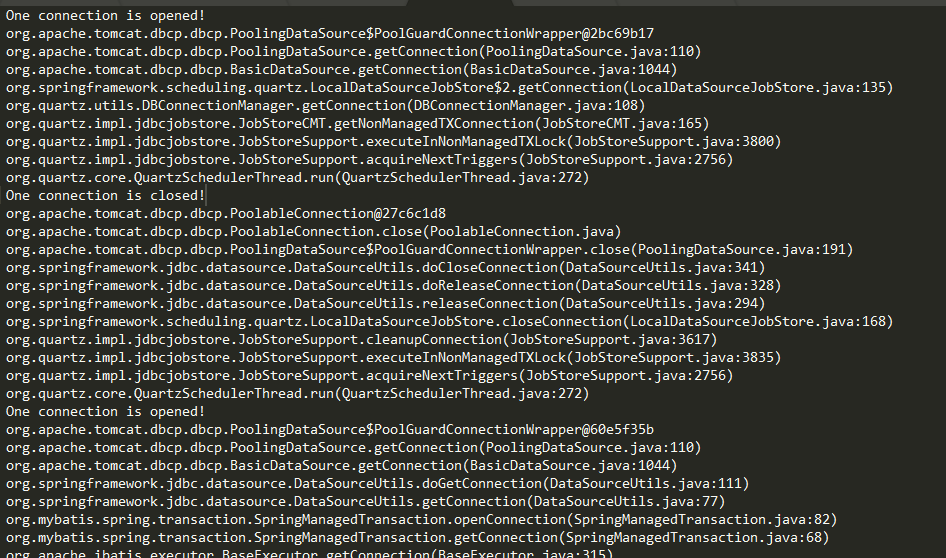 One connection is opened!
org.apache.tomcat.dbcp.dbcp.PoolingDataSource$PoolGuardConnectionWrapper@2bc69b17
org.apache.tomcat.dbcp.dbcp.PoolingDataSource.getConnection(PoolingDataSource.java:110)
org.apache.tomcat.dbcp.dbcp.BasicDataSource.getConnection(BasicDataSource.java:1044)
org.springframework.scheduling.quartz.LocalDataSourceJobStore$2.getConnection(LocalDataSourceJobStore.java:135)
org.quartz.utils.DBConnectionManager.getConnection(DBConnectionManager.java:108)
org.quartz.impl.jdbcjobstore.JobStoreCMT.getNonManagedTXConnection(JobStoreCMT.java:165)
org.quartz.impl.jdbcjobstore.JobStoreSupport.executeInNonManagedTXLock(JobStoreSupport.java:3800)
org.quartz.impl.jdbcjobstore.JobStoreSupport.acquireNextTriggers(JobStoreSupport.java:2756)
org.quartz.core.QuartzSchedulerThread.run(QuartzSchedulerThread.java:272)
One connection is closed!
org.apache.tomcat.dbcp.dbcp.PoolableConnection@27c6c1d8
org.apache.tomcat.dbcp.dbcp.PoolableConnection.close(PoolableConnection.java)
org.apache.tomcat.dbcp.dbcp.PoolingDataSource$PoolGuardConnectionWrapper.close(PoolingDataSource.java:191)
org.springframework.jdbc.datasource.DataSourceUtils.doCloseConnection(DataSourceUtils.java:341)
org.springframework.jdbc.datasource.DataSourceUtils.doReleaseConnection(DataSourceUtils.java:328)
org.springframework.jdbc.datasource.DataSourceUtils.releaseConnection(DataSourceUtils.java:294)
org.springframework.scheduling.quartz.LocalDataSourceJobStore.closeConnection(LocalDataSourceJobStore.java:168)
org.quartz.impl.jdbcjobstore.JobStoreSupport.cleanupConnection(JobStoreSupport.java:3617)
org.quartz.impl.jdbcjobstore.JobStoreSupport.executeInNonManagedTXLock(JobStoreSupport.java:3835)
org.quartz.impl.jdbcjobstore.JobStoreSupport.acquireNextTriggers(JobStoreSupport.java:2756)
org.quartz.core.QuartzSchedulerThread.run(QuartzSchedulerThread.java:272)
One connection is opened!
org.apache.tomcat.dbcp.dbcp.PoolingDataSource$PoolGuardConnectionWrapper@60e5f35b
org.apache.tomcat.dbcp.dbcp.PoolingDataSource.getConnection(PoolingDataSource.java:110)
org.apache.tomcat.dbcp.dbcp.BasicDataSource.getConnection(BasicDataSource.java:1044)
org.springframework.jdbc.datasource.DataSourceUtils.doGetConnection(DataSourceUtils.java:111)
org.springframework.jdbc.datasource.DataSourceUtils.getConnection(DataSourceUtils.java:77)
org.mybatis.spring.transaction.SpringManagedTransaction.openConnection(SpringManagedTransaction.java:82)
org.mybatis.spring.transaction.SpringManagedTransaction.getConnection(SpringManagedTransaction.java:68)
org.apache.ibatis.executor.BaseExecutor.getConnection(BaseExecutor.java:315)